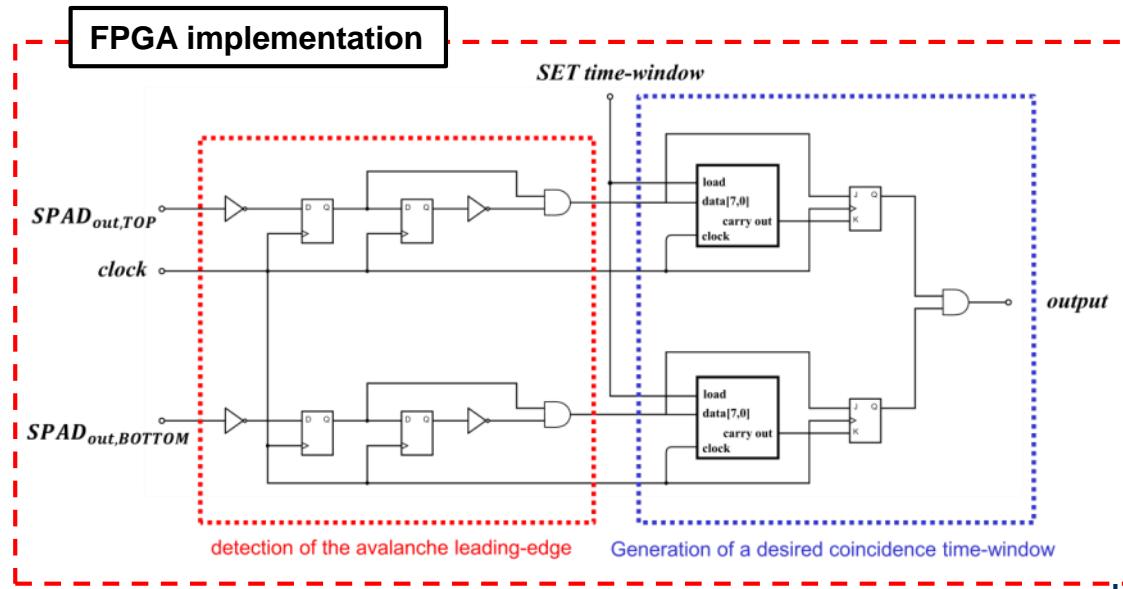 FPGA implementation
SET time-window
SPAD_out,TOP
clock
SPAD_out,BOTTOM
D Q
D Q
load
data[7,0]
carry out
clock
J Q
K
output
D Q
D Q
load
data[7,0]
carry out
clock
J Q
K
detection of the avalanche leading-edge
Generation of a desired coincidence time-window